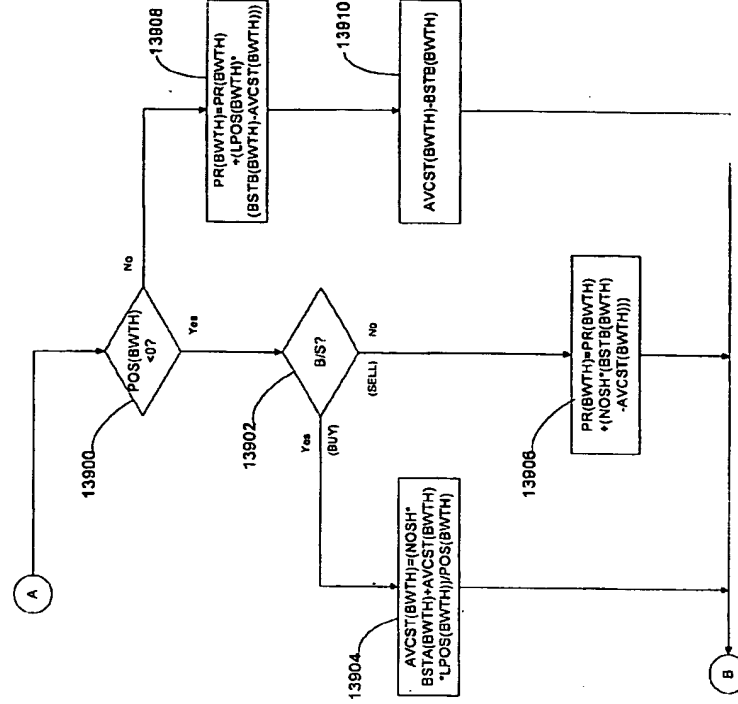 A
13900
POS(BWTH)
<0?
No
Yes
13908
PR(BWTH)=PR(BWTH)
+(LPOS(BWTH)*
(BSTB(BWTH)-AVCST(BWTH)))
13910
AVCST(BWTH)-BSTB(BWTH)
13902
B/S?
Yes
(BUY)
No
(SELL)
13904
AVCST(BWTH)=(NOSH*
BSTA(BWTH)+AVCST(BWTH)
*LPOS(BWTH))/POS(BWTH)
13906
PR(BWTH)=PR(BWTH)
+(NOSH*(BSTB(BWTH)
-AVCST(BWTH)))
B